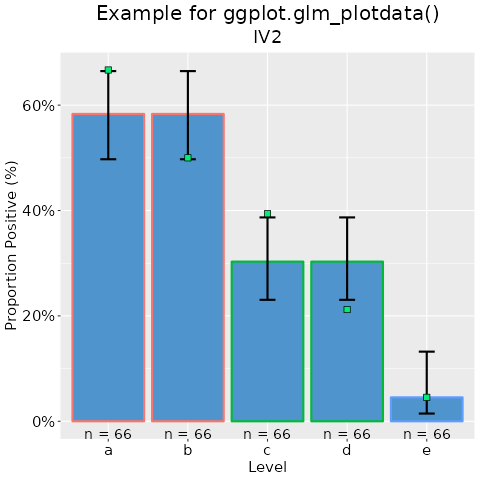 Example for ggplot.glm_plotdata()
IV2
Proportion Positive (%)
60%
40%
20%
0%
n = 66 n = 66 n = 66 n = 66 n = 66
a b c d e
Level